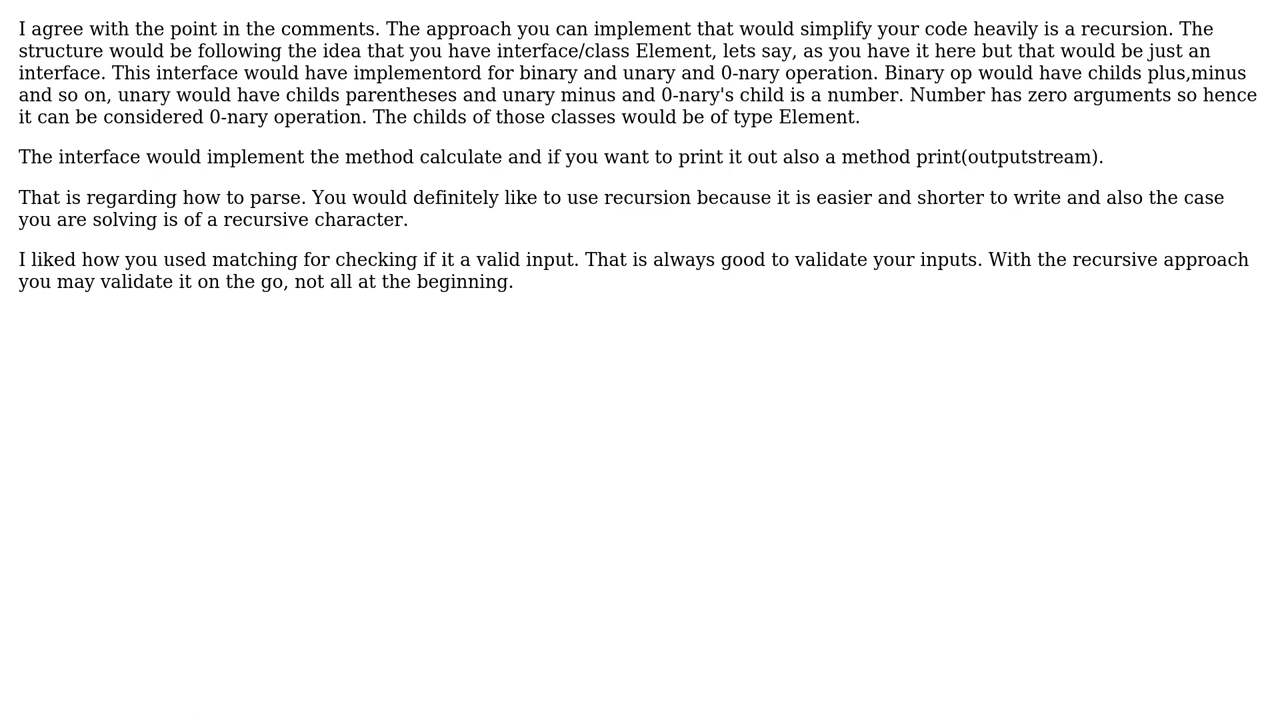 I agree with the point in the comments. The approach you can implement that would simplify your code heavily is a recursion. The
structure would be following the idea that you have interface/class Element, lets say, as you have it here but that would be just an
interface. This interface would have implementord for binary and unary and 0-nary operation. Binary op would have childs plus,minus
and so on, unary would have childs parentheses and unary minus and 0-nary's child is a number. Number has zero arguments so hence
it can be considered 0-nary operation. The childs of those classes would be of type Element.
The interface would implement the method calculate and if you want to print it out also a method print(outputstream).
That is regarding how to parse. You would definitely like to use recursion because it is easier and shorter to write and also the case
you are solving is of a recursive character.
I liked how you used matching for checking if it a valid input. That is always good to validate your inputs. With the recursive approach
you may validate it on the go, not all at the beginning.